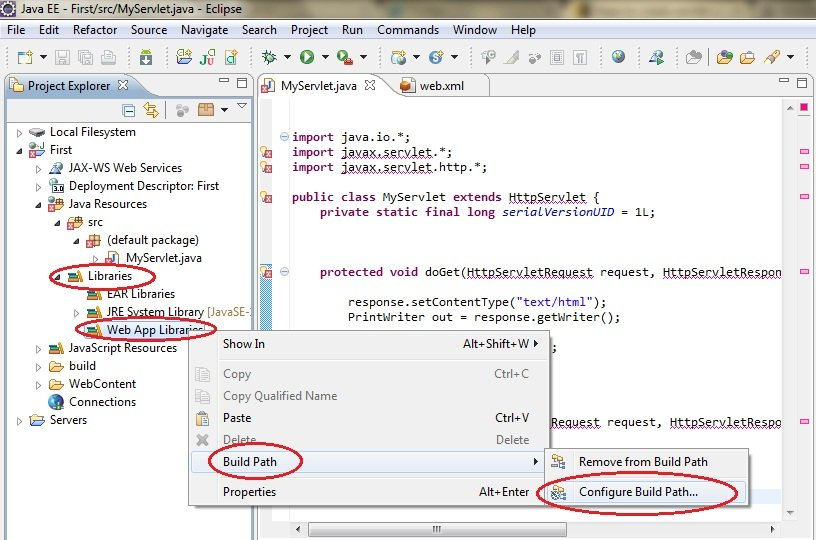 Java EE - First/src/MyServlet.java - Eclipse
File Edit Refactor Source Navigate Search Project Run Commands Window Help
Project Explorer
MyServlet.java
web.xml
Local Filesystem
First
JAX-WS Web Services
Deployment Descriptor: First
Java Resources
src
(default package)
MyServlet.java
Libraries
EAR Libraries
JRE System Library [JavaSE-
Web App Libraries
JavaScript Resources
build
WebContent
Connections
Servers
import java.io.*;
import javax.servlet.*;
import javax.servlet.http.*;
public class MyServlet extends HttpServlet {
private static final long serialVersionUID = 1L;
protected void doGet(HttpServletRequest request, HttpServletRespon
response.setContentType("text/html");
PrintWriter out = response.getWriter();
;
Request request, HttpServletRespo
Show In Alt+Shift+W
Copy Ctrl+C
Copy Qualified Name
Paste Ctrl+V
Delete Delete
Build Path
Properties Alt+Enter
Remove from Build Path
Configure Build Path...